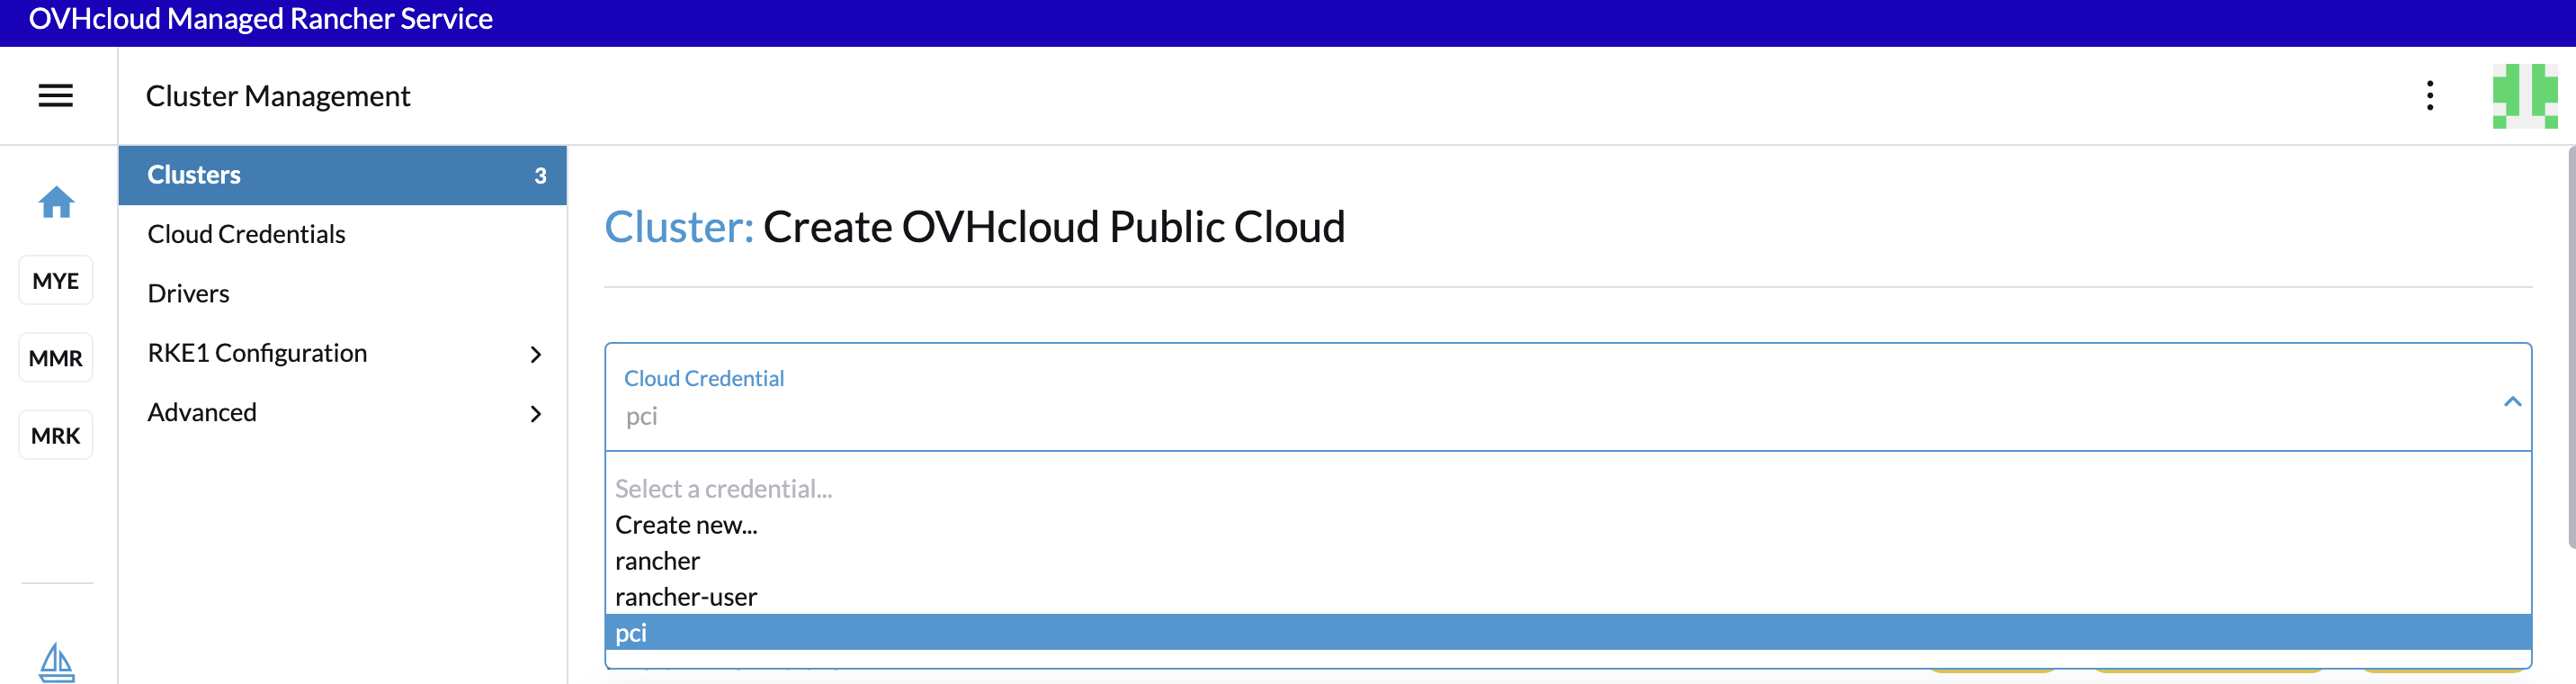 OVHcloud Managed Rancher Service
Cluster Management
Clusters 3
Cloud Credentials
Drivers
RKE1 Configuration
Advanced
MYE
MMR
MRK
Cluster: Create OVHcloud Public Cloud
Cloud Credential
pci
Select a credential...
Create new...
rancher
rancher-user
pci